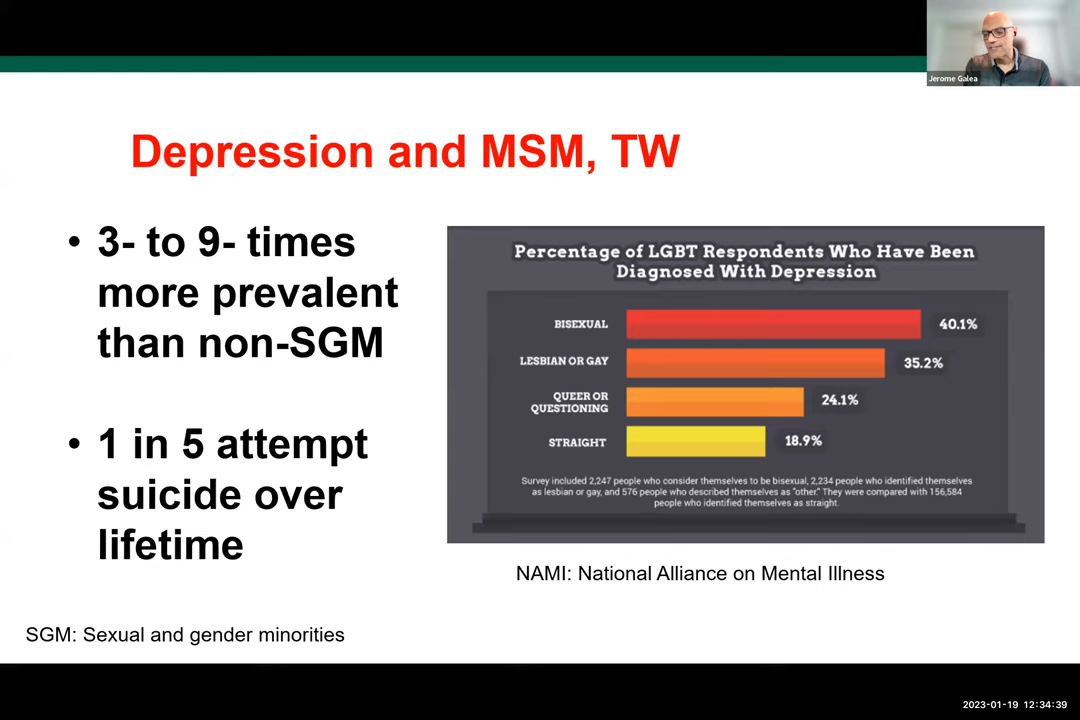 Jerome Galea
Depression and MSM, TW
• 3- to 9- times
more prevalent
than non-SGM
• 1 in 5 attempt
suicide over
lifetime
Percentage of LGBT Respondents Who Have Been
Diagnosed With Depression
BISEXUAL 40.1%
LESBIAN OR GAY 35.2%
QUEER OR
QUESTIONING 24.1%
STRAIGHT 18.9%
Survey included 2,247 people who consider themselves to be bisexual, 2,234 people who identified themselves
as lesbian or gay, and 576 people who described themselves as "other." They were compared with 156,584
people who identified themselves as straight.
NAMI: National Alliance on Mental Illness
SGM: Sexual and gender minorities
2023-01-19 12:34:39